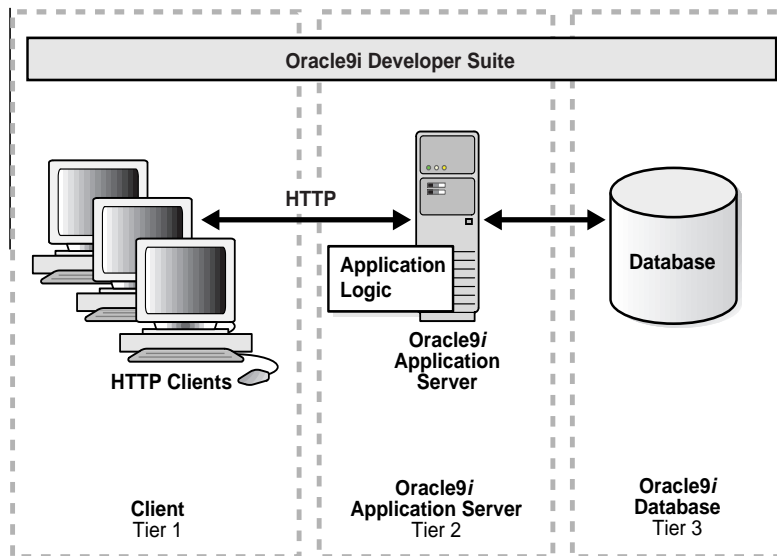 Oracle9i Developer Suite
HTTP
Application
Logic
Database
Oracle9i
Application
Server
HTTP Clients
Client
Tier 1
Oracle9i
Application Server
Tier 2
Oracle9i
Database
Tier 3